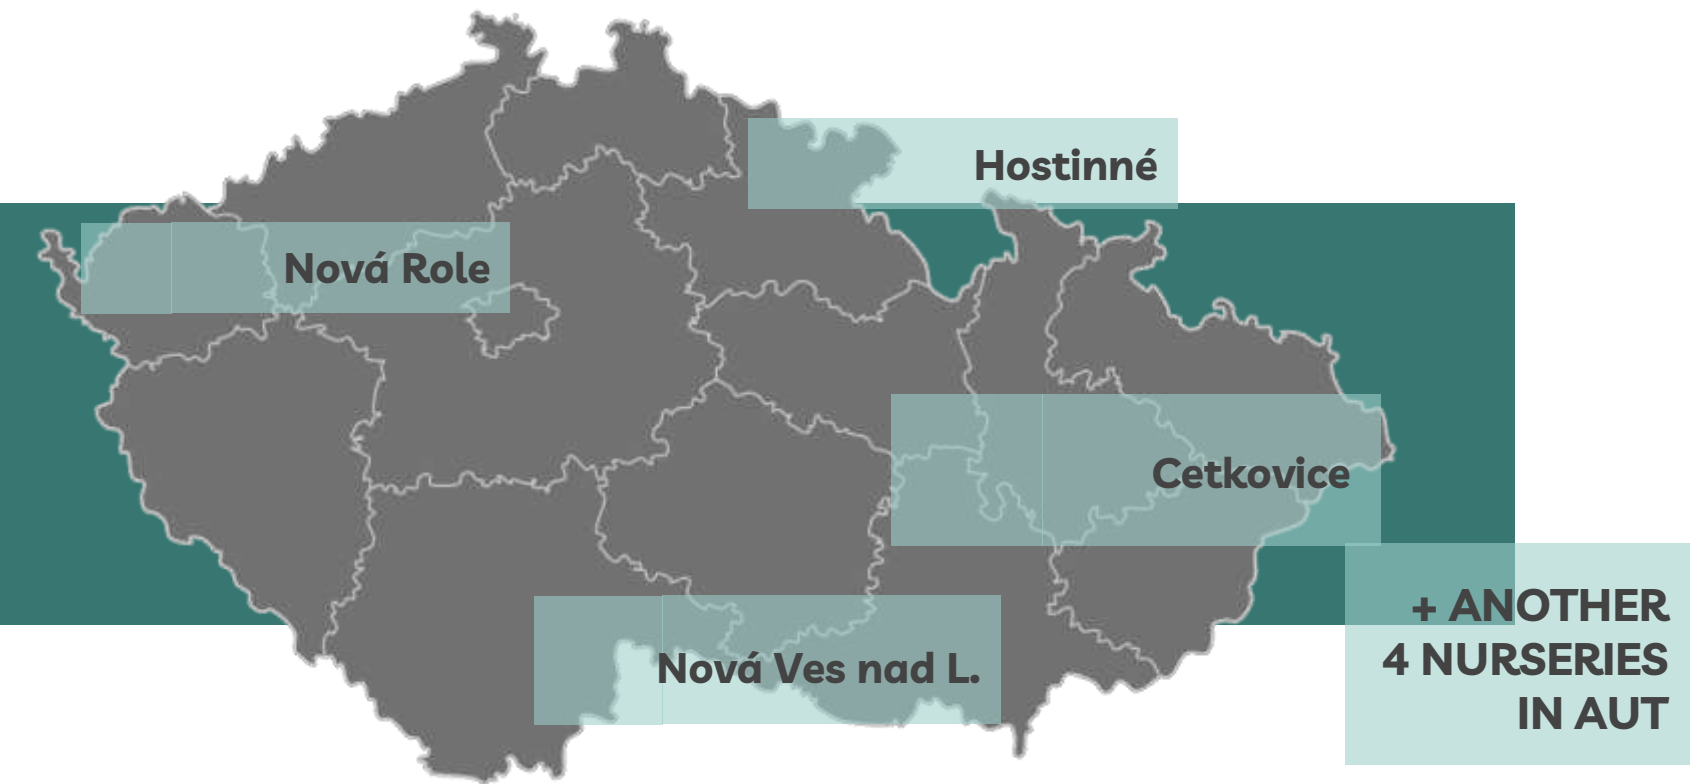 Hostinné
Nová Role
Cetkovice
Nová Ves nad L.
+ ANOTHER
4 NURSERIES
IN AUT